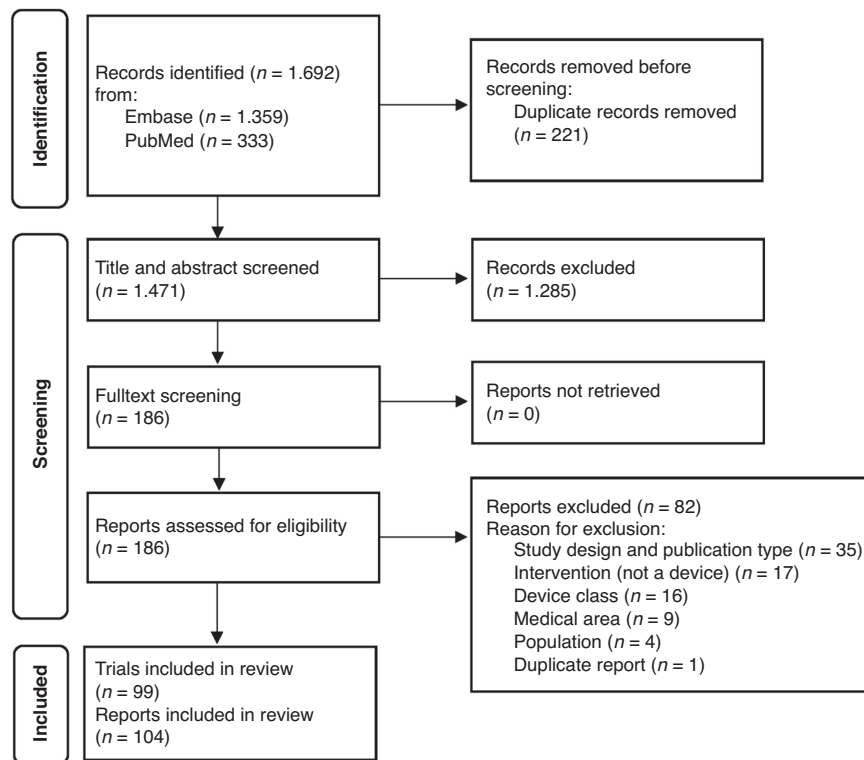 Identification
Records identified (n = 1.692)
from:
Embase (n = 1.359)
PubMed (n = 333)
Records removed before
screening:
Duplicate records removed
(n = 221)
Screening
Title and abstract screened
(n = 1.471)
Records excluded
(n = 1.285)
Fulltext screening
(n = 186)
Reports not retrieved
(n = 0)
Reports assessed for eligibility
(n = 186)
Reports excluded (n = 82)
Reason for exclusion:
Study design and publication type (n = 35)
Intervention (not a device) (n = 17)
Device class (n = 16)
Medical area (n = 9)
Population (n = 4)
Duplicate report (n = 1)
Included
Trials included in review
(n = 99)
Reports included in review
(n = 104)